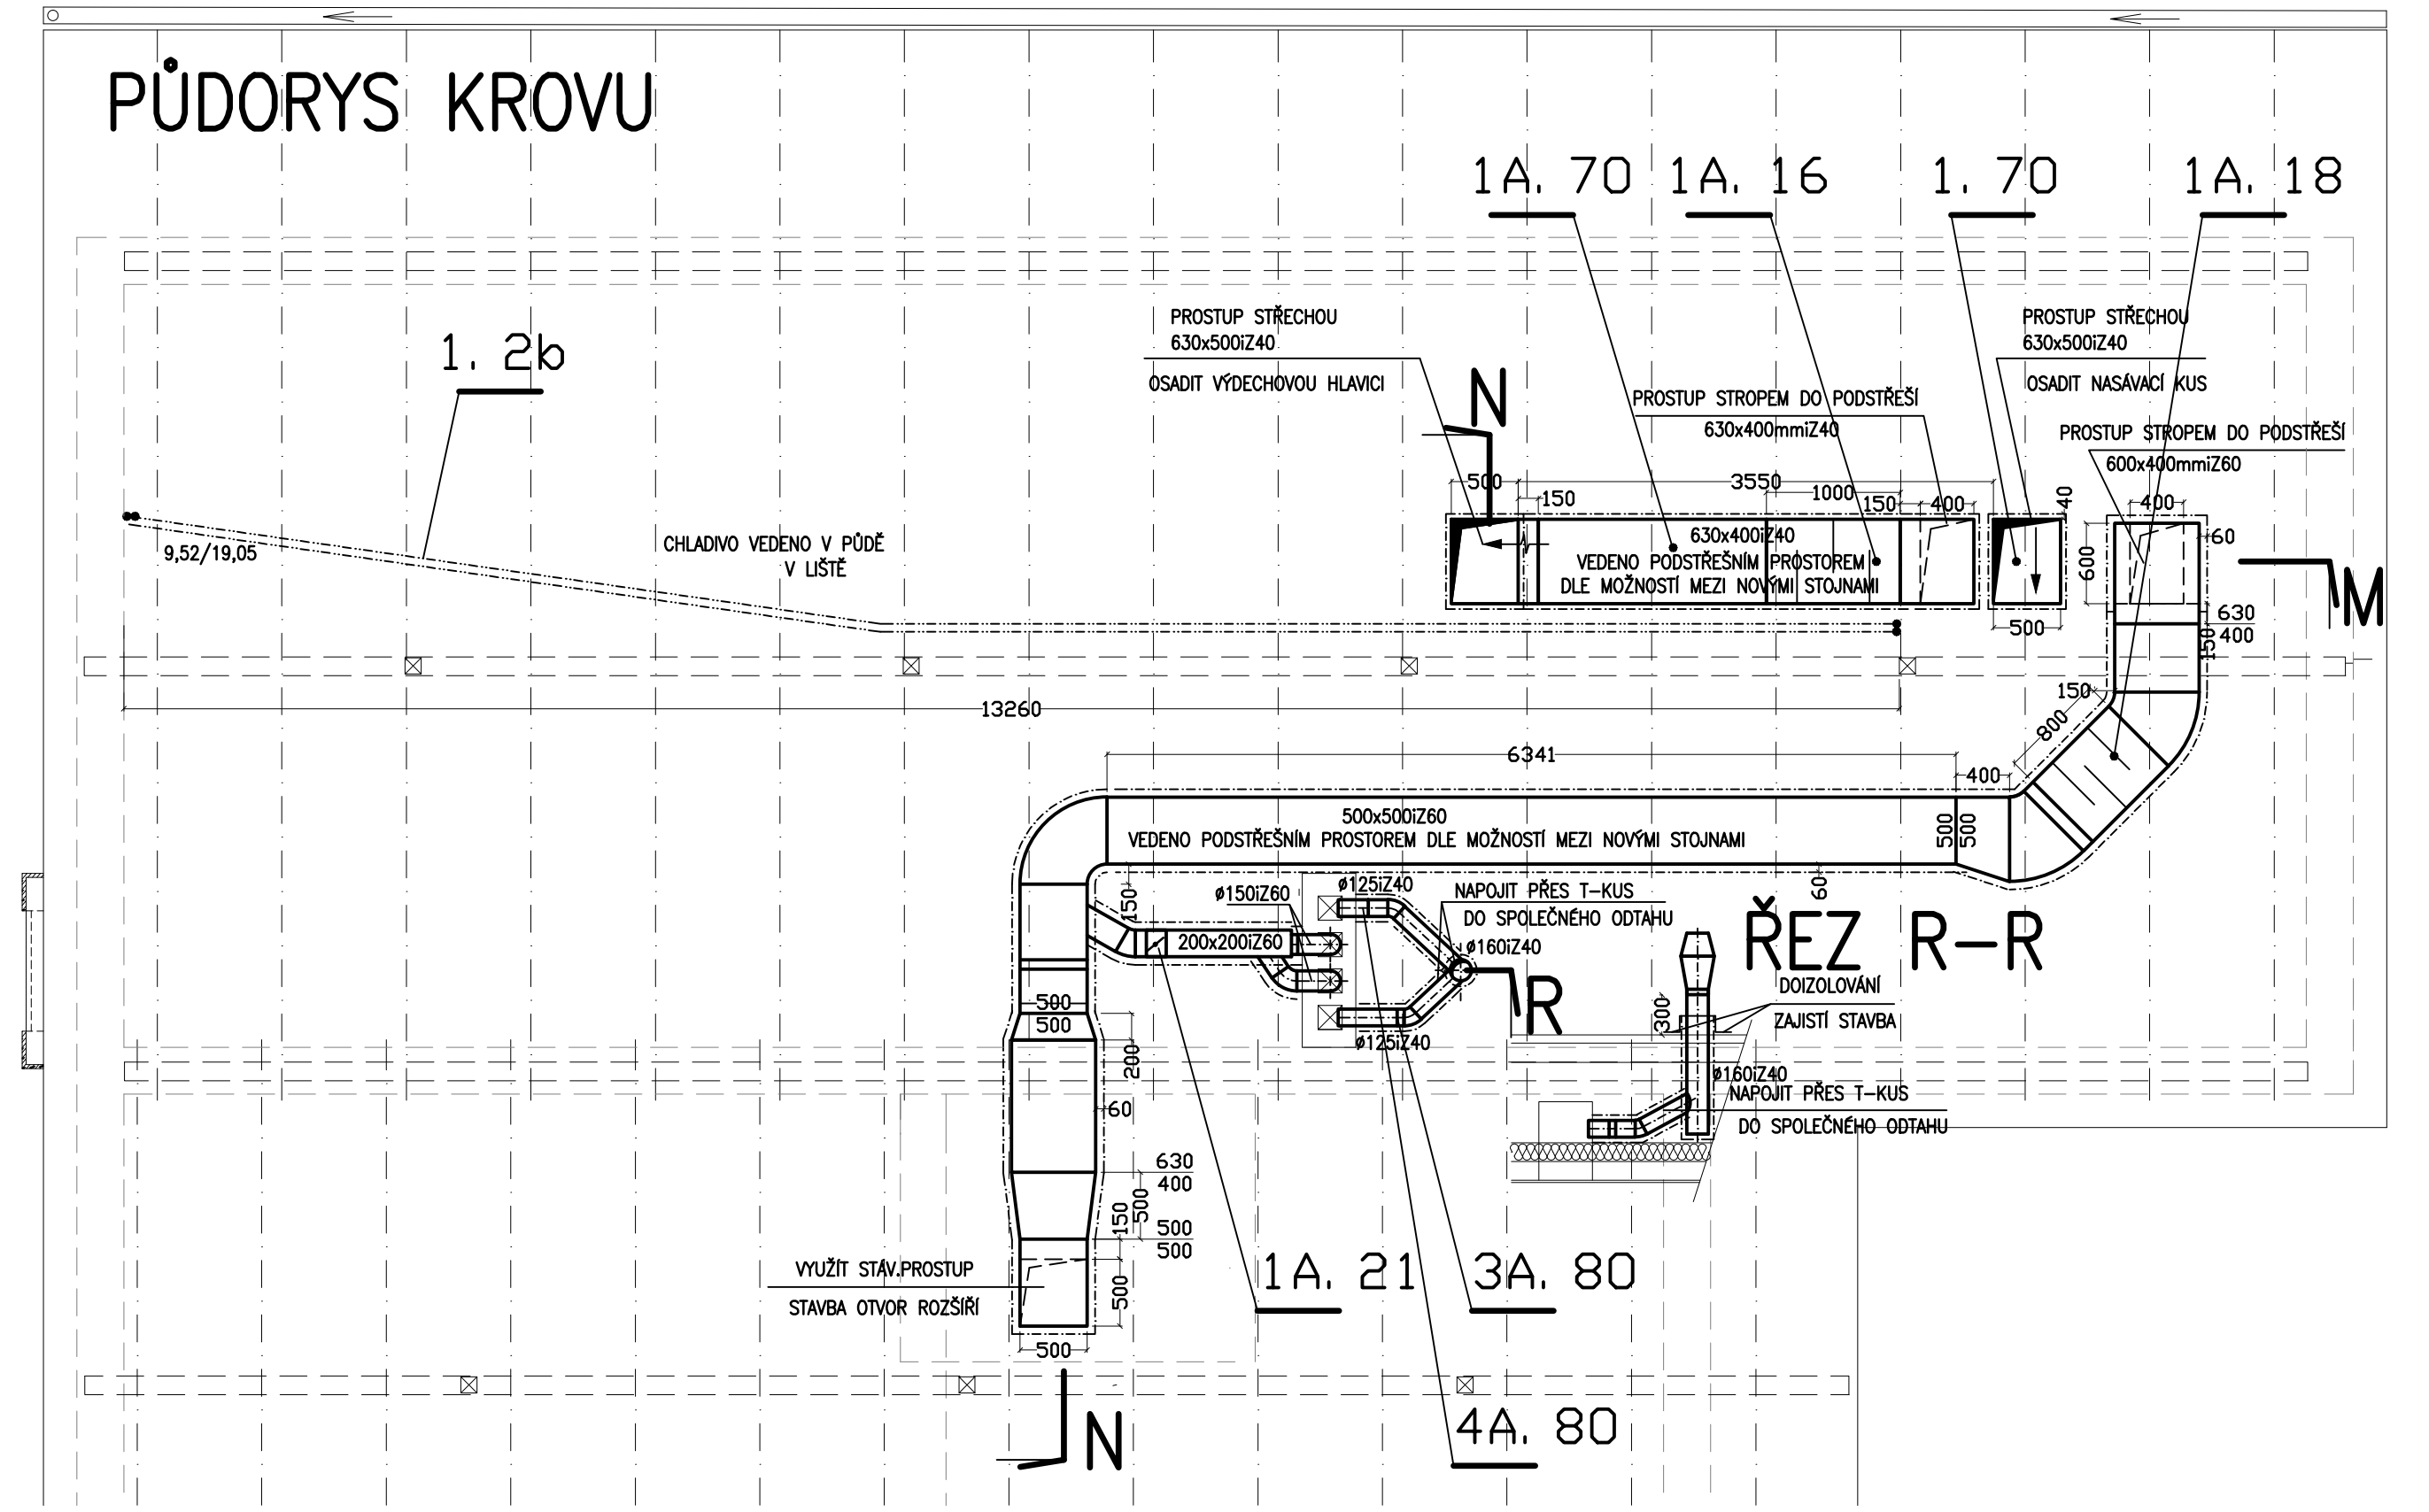 PŮDORYS KROVU
1A. 70
1A. 16
1. 70
1A. 18
PROSTUP STŘECHOU
630x500iZ40
OSADIT VÝDECHOVOU HLAVICI
PROSTUP STŘECHOU
630x500iZ40
OSADIT NASÁVACÍ KUS
1. 2b
N
PROSTUP STROPEM DO PODSTŘEŠÍ
630x400mmiZ40
PROSTUP STROPEM DO PODSTŘEŠÍ
600x400mmiZ60
500
3550
150
1000
150
400
40
400
60
600
9,52/19,05
CHLADIVO VEDENO V PŮDĚ
V LIŠTĚ
630x400iZ40
VEDENO PODSTŘEŠNÍM PROSTOREM
DLE MOŽNOSTÍ MEZI NOVÝMI STOJNAMI
M
500
630
400
150
150
800
13260
6341
400
500x500iZ60
VEDENO PODSTŘEŠNÍM PROSTOREM DLE MOŽNOSTÍ MEZI NOVÝMI STOJNAMI
500
500
60
150
ø150iZ60
ø125iZ40
NAPOJIT PŘES T-KUS
DO SPOLEČNÉHO ODTAHU
200x200iZ60
ø160iZ40
ŘEZ R-R
R
DOIZOLOVÁNÍ
ZAJISTÍ STAVBA
300
500
500
ø125iZ40
200
ø160iZ40
NAPOJIT PŘES T-KUS
DO SPOLEČNÉHO ODTAHU
60
630
400
500
150
500
500
VYUŽÍT STÁV.PROSTUP
STAVBA OTVOR ROZŠÍŘÍ
500
500
1A. 21
3A. 80
4A. 80
N